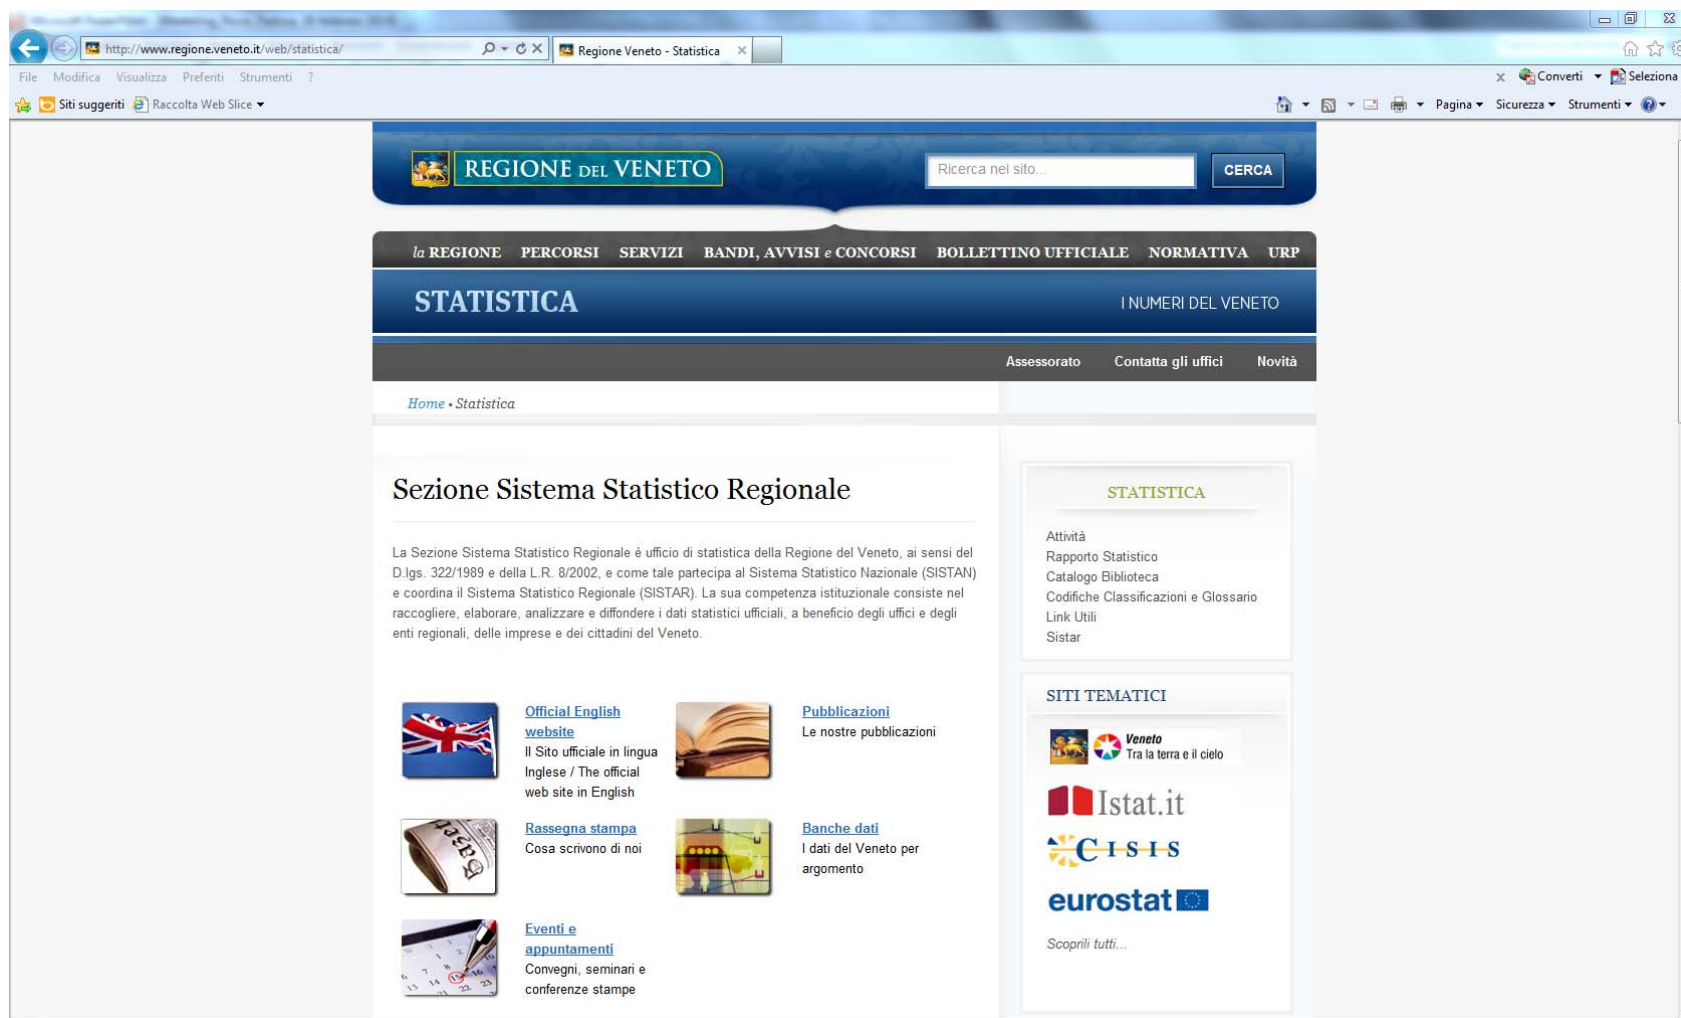 http://www.regione.veneto.it/web/statistica/
Regione Veneto - Statistica
File Modifica Visualizza Preferiti Strumenti ?
x Converti Seleziona
Siti suggeriti Raccolta Web Slice
Pagina Sicurezza Strumenti
REGIONE DEL VENETO
Ricerca nel sito...
CERCA
la REGIONE PERCORSI SERVIZI BANDI, AVVISI e CONCORSI BOLLETTINO UFFICIALE NORMATIVA URP
STATISTICA
I NUMERI DEL VENETO
Assessorato Contatta gli uffici Novità
Home • Statistica
Sezione Sistema Statistico Regionale
La Sezione Sistema Statistico Regionale è ufficio di statistica della Regione del Veneto, ai sensi del
D.lgs. 322/1989 e della L.R. 8/2002, e come tale partecipa al Sistema Statistico Nazionale (SISTAN)
e coordina il Sistema Statistico Regionale (SISTAR). La sua competenza istituzionale consiste nel
raccogliere, elaborare, analizzare e diffondere i dati statistici ufficiali, a beneficio degli uffici e degli
enti regionali, delle imprese e dei cittadini del Veneto.
Official English
website
Il Sito ufficiale in lingua
Inglese / The official
web site in English
Pubblicazioni
Le nostre pubblicazioni
Rassegna stampa
Cosa scrivono di noi
Banche dati
I dati del Veneto per
argomento
Eventi e
appuntamenti
Convegni, seminari e
conferenze stampe
STATISTICA
Attività
Rapporto Statistico
Catalogo Biblioteca
Codifiche Classificazioni e Glossario
Link Utili
Sistar
SITI TEMATICI
Veneto
Tra la terra e il cielo
Istat.it
CISIS
eurostat
Scoprili tutti...